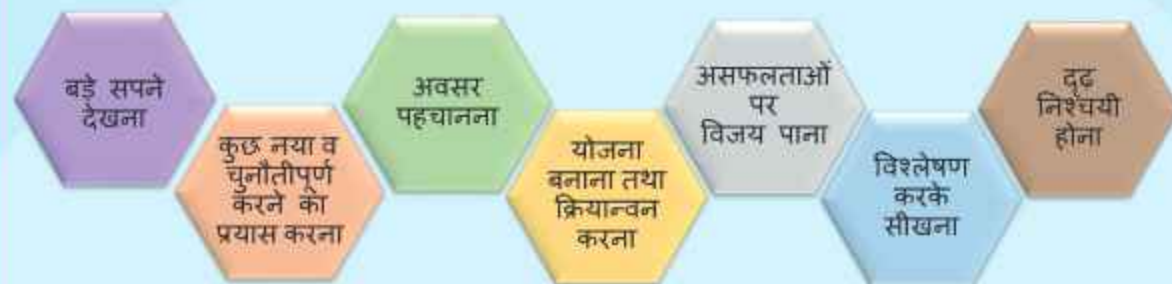 बड़े सपने
देखना
कुछ नया व
चुनौतीपूर्ण
करने का
प्रयास करना
अवसर
पहचानना
योजना
बनाना तथा
क्रियान्वन
करना
असफलताओं
पर
विजय पाना
विश्लेषण
करके
सीखना
दृढ
निश्चयी
होना